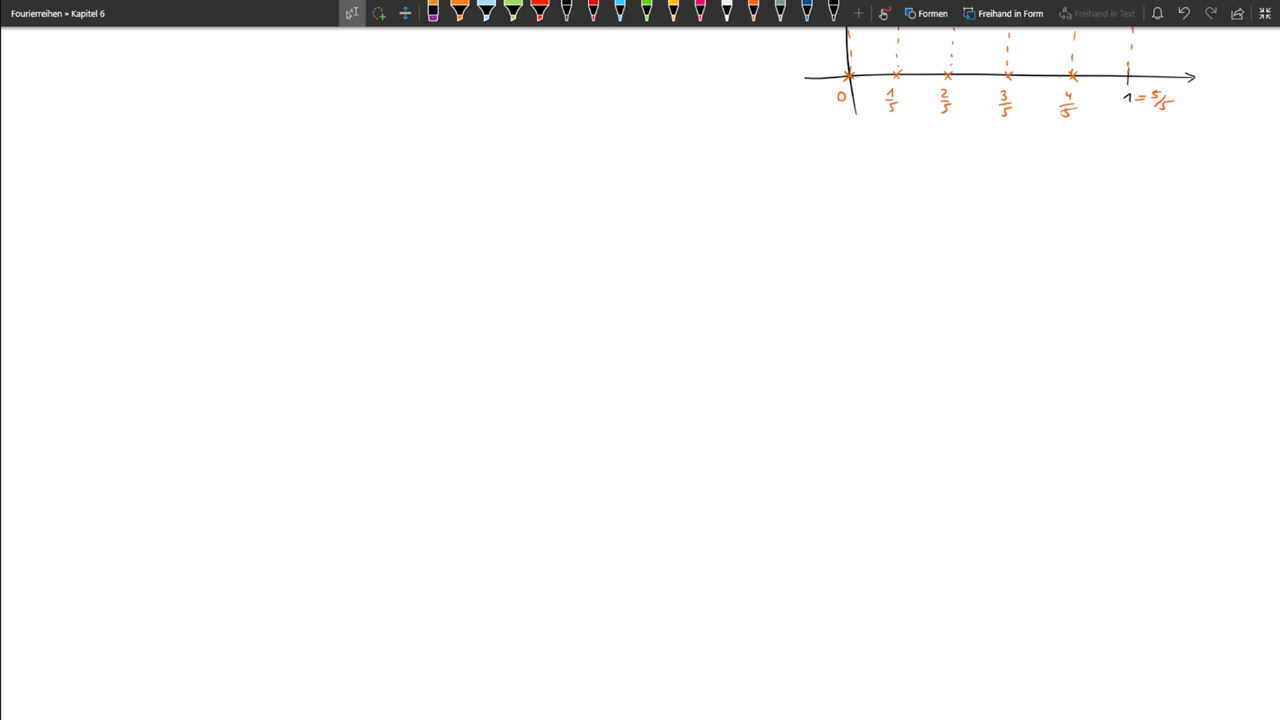 Fourierreihen » Kapitel 6
Formen
Freihand in Form
Freihand in Text
0 1/5 2/5 3/5 4/5 1 = 5/5